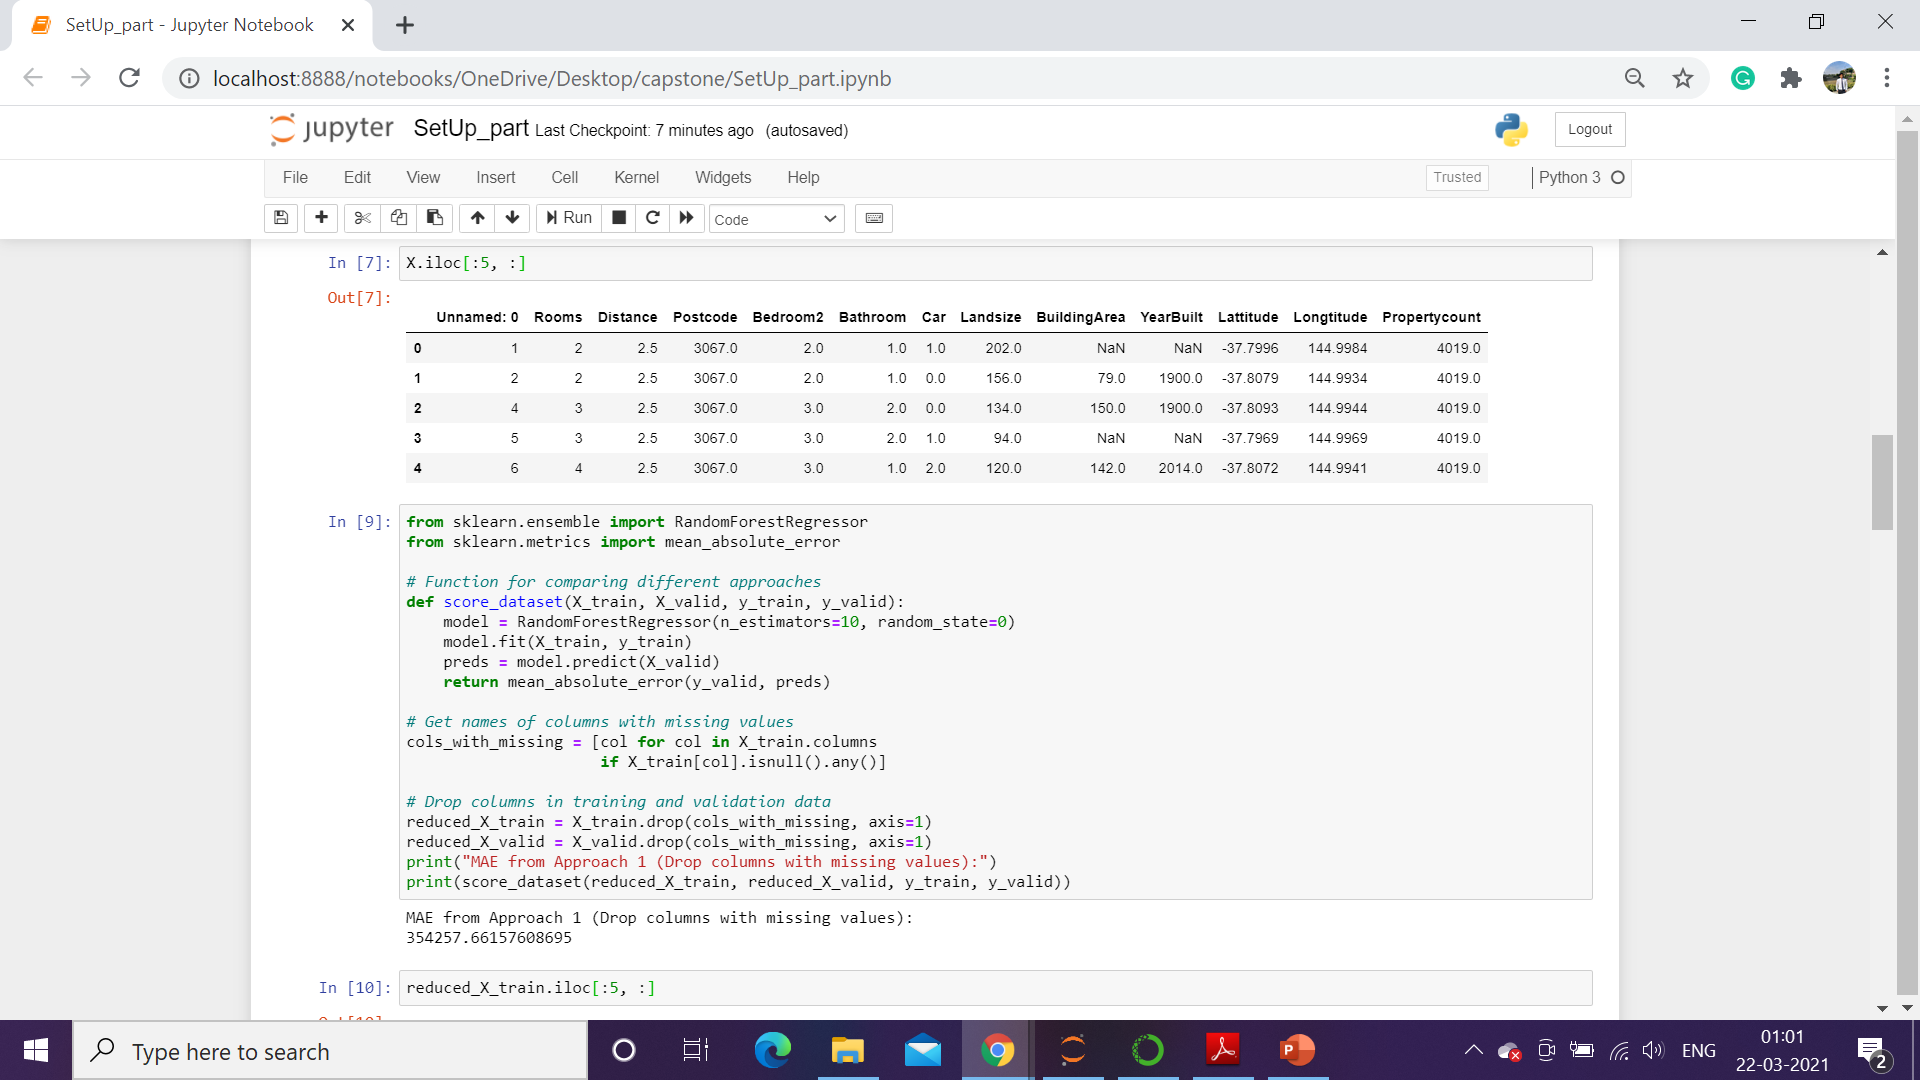 SetUp_part - Jupyter Notebook
localhost:8888/notebooks/OneDrive/Desktop/capstone/SetUp_part.ipynb
jupyter SetUp_part Last Checkpoint: 7 minutes ago (autosaved)
Logout
File Edit View Insert Cell Kernel Widgets Help
Trusted
Python 3
Run
Code
In [7]: X.iloc[:5, :]
Out[7]:
Unnamed: 0 Rooms Distance Postcode Bedroom2 Bathroom Car Landsize BuildingArea YearBuilt Lattitude Longtitude Propertycount
0 1 2 2.5 3067.0 2.0 1.0 1.0 202.0 NaN NaN -37.7996 144.9984 4019.0
1 2 2 2.5 3067.0 2.0 1.0 0.0 156.0 79.0 1900.0 -37.8079 144.9934 4019.0
2 4 3 2.5 3067.0 3.0 2.0 0.0 134.0 150.0 1900.0 -37.8093 144.9944 4019.0
3 5 3 2.5 3067.0 3.0 2.0 1.0 94.0 NaN NaN -37.7969 144.9969 4019.0
4 6 4 2.5 3067.0 3.0 1.0 2.0 120.0 142.0 2014.0 -37.8072 144.9941 4019.0
In [9]: from sklearn.ensemble import RandomForestRegressor
from sklearn.metrics import mean_absolute_error
# Function for comparing different approaches
def score_dataset(X_train, X_valid, y_train, y_valid):
    model = RandomForestRegressor(n_estimators=10, random_state=0)
    model.fit(X_train, y_train)
    preds = model.predict(X_valid)
    return mean_absolute_error(y_valid, preds)
# Get names of columns with missing values
cols_with_missing = [col for col in X_train.columns
                     if X_train[col].isnull().any()]
# Drop columns in training and validation data
reduced_X_train = X_train.drop(cols_with_missing, axis=1)
reduced_X_valid = X_valid.drop(cols_with_missing, axis=1)
print("MAE from Approach 1 (Drop columns with missing values):")
print(score_dataset(reduced_X_train, reduced_X_valid, y_train, y_valid))
MAE from Approach 1 (Drop columns with missing values):
354257.66157608695
In [10]: reduced_X_train.iloc[:5, :]
Type here to search
ENG
01:01
22-03-2021
2